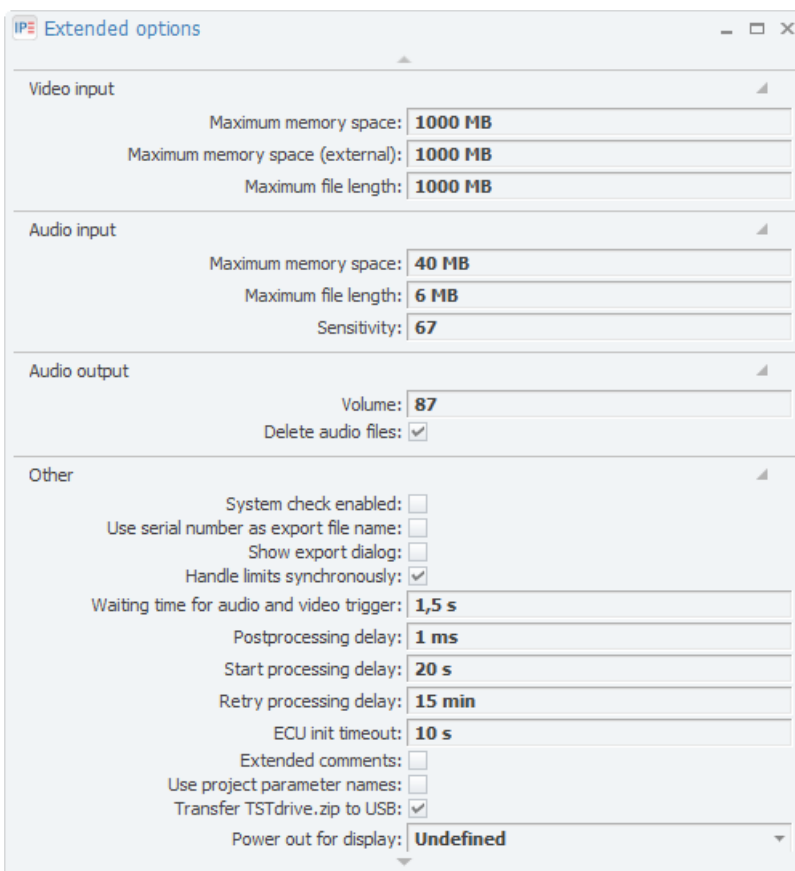 IPE Extended options
Video input
Maximum memory space: 1000 MB
Maximum memory space (external): 1000 MB
Maximum file length: 1000 MB
Audio input
Maximum memory space: 40 MB
Maximum file length: 6 MB
Sensitivity: 67
Audio output
Volume: 87
Delete audio files:
Other
System check enabled:
Use serial number as export file name:
Show export dialog:
Handle limits synchronously:
Waiting time for audio and video trigger: 1,5 s
Postprocessing delay: 1 ms
Start processing delay: 20 s
Retry processing delay: 15 min
ECU init timeout: 10 s
Extended comments:
Use project parameter names:
Transfer TSTdrive.zip to USB:
Power out for display: Undefined